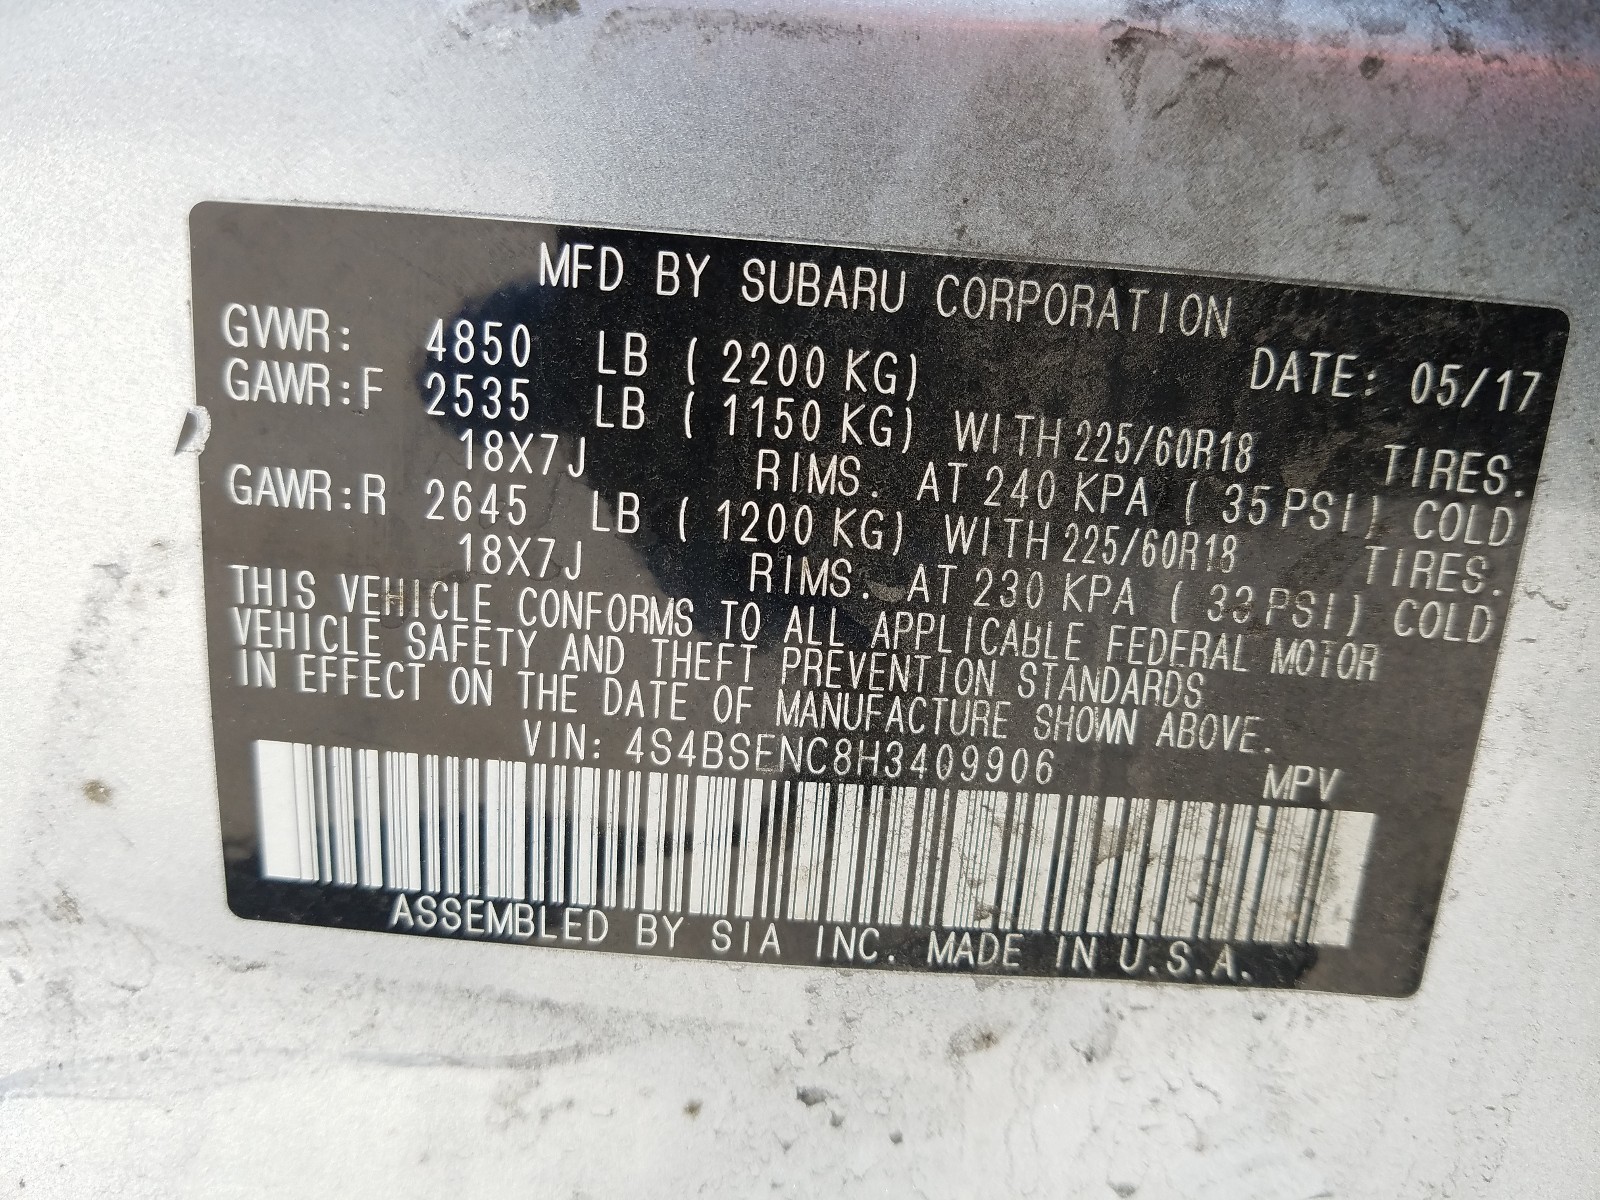 MFD BY SUBARU CORPORATION
GVWR: 4850 LB ( 2200 KG) DATE: 05/17
GAWR:F 2535 LB ( 1150 KG) WITH 225/60R18 TIRES.
18X7J RIMS. AT 240 KPA ( 35 PSI) COLD
GAWR:R 2645 LB ( 1200 KG) WITH 225/60R18 TIRES.
18X7J RIMS. AT 230 KPA ( 33 PSI) COLD
THIS VEHICLE CONFORMS TO ALL APPLICABLE FEDERAL MOTOR
VEHICLE SAFETY AND THEFT PREVENTION STANDARDS
IN EFFECT ON THE DATE OF MANUFACTURE SHOWN ABOVE.
VIN: 4S4BSENC8H3409906 MPV
ASSEMBLED BY SIA INC. MADE IN U.S.A.